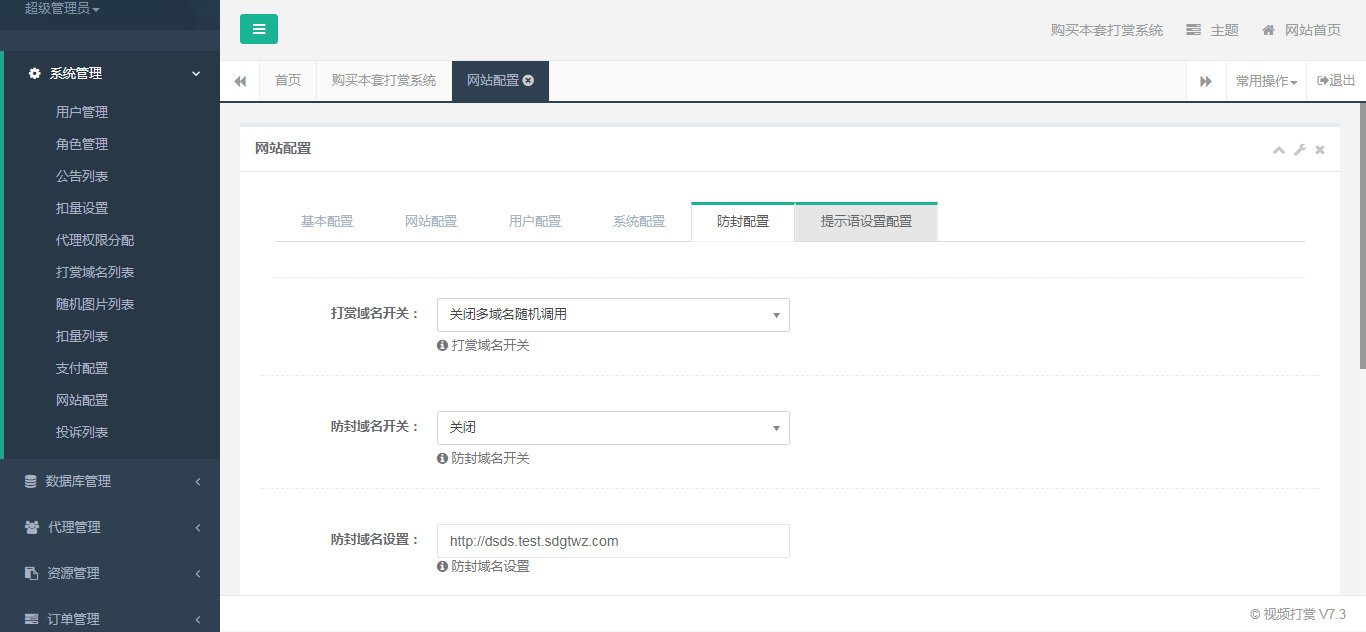 超级管理员
购买本套打赏系统 主题 网站首页
首页 购买本套打赏系统 网站配置 常用操作 退出
系统管理
用户管理
角色管理
公告列表
扣量设置
代理权限分配
打赏域名列表
随机图片列表
扣量列表
支付配置
网站配置
投诉列表
数据库管理
代理管理
资源管理
订单管理
网站配置
基本配置 网站配置 用户配置 系统配置 防封配置 提示语设置配置
打赏域名开关： 关闭多域名随机调用
打赏域名开关
防封域名开关： 关闭
防封域名开关
防封域名设置： http://dsds.test.sdgtwz.com
防封域名设置
© 视频打赏 V7.3